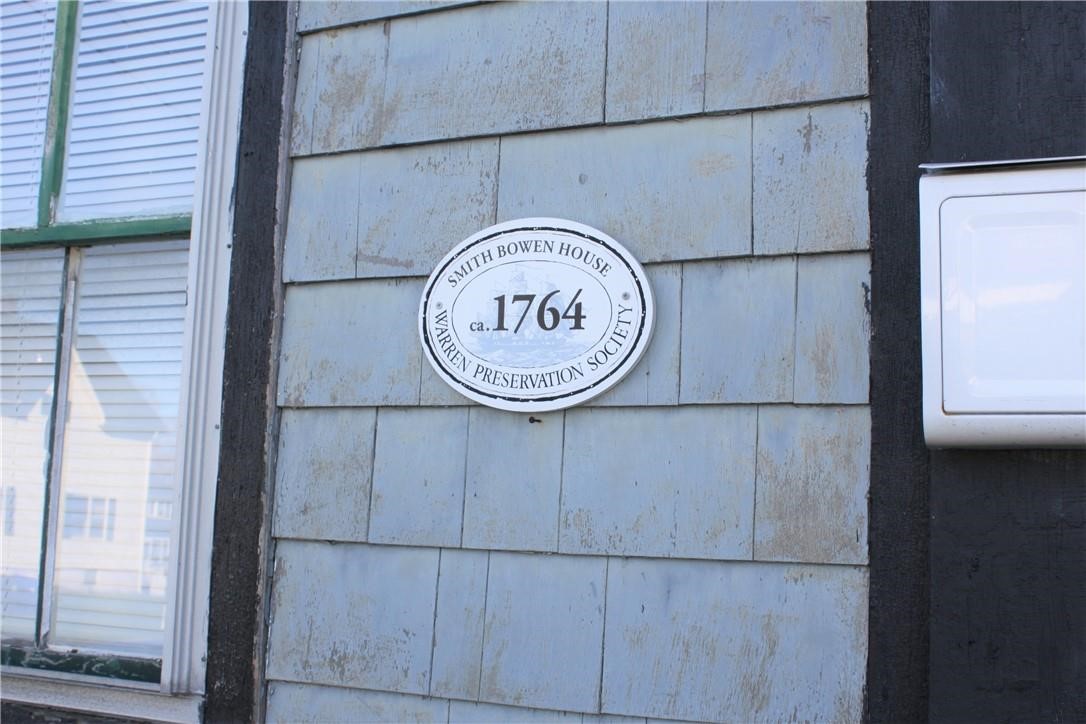 SMITH BOWEN HOUSE
ca. 1764
WARREN PRESERVATION SOCIETY